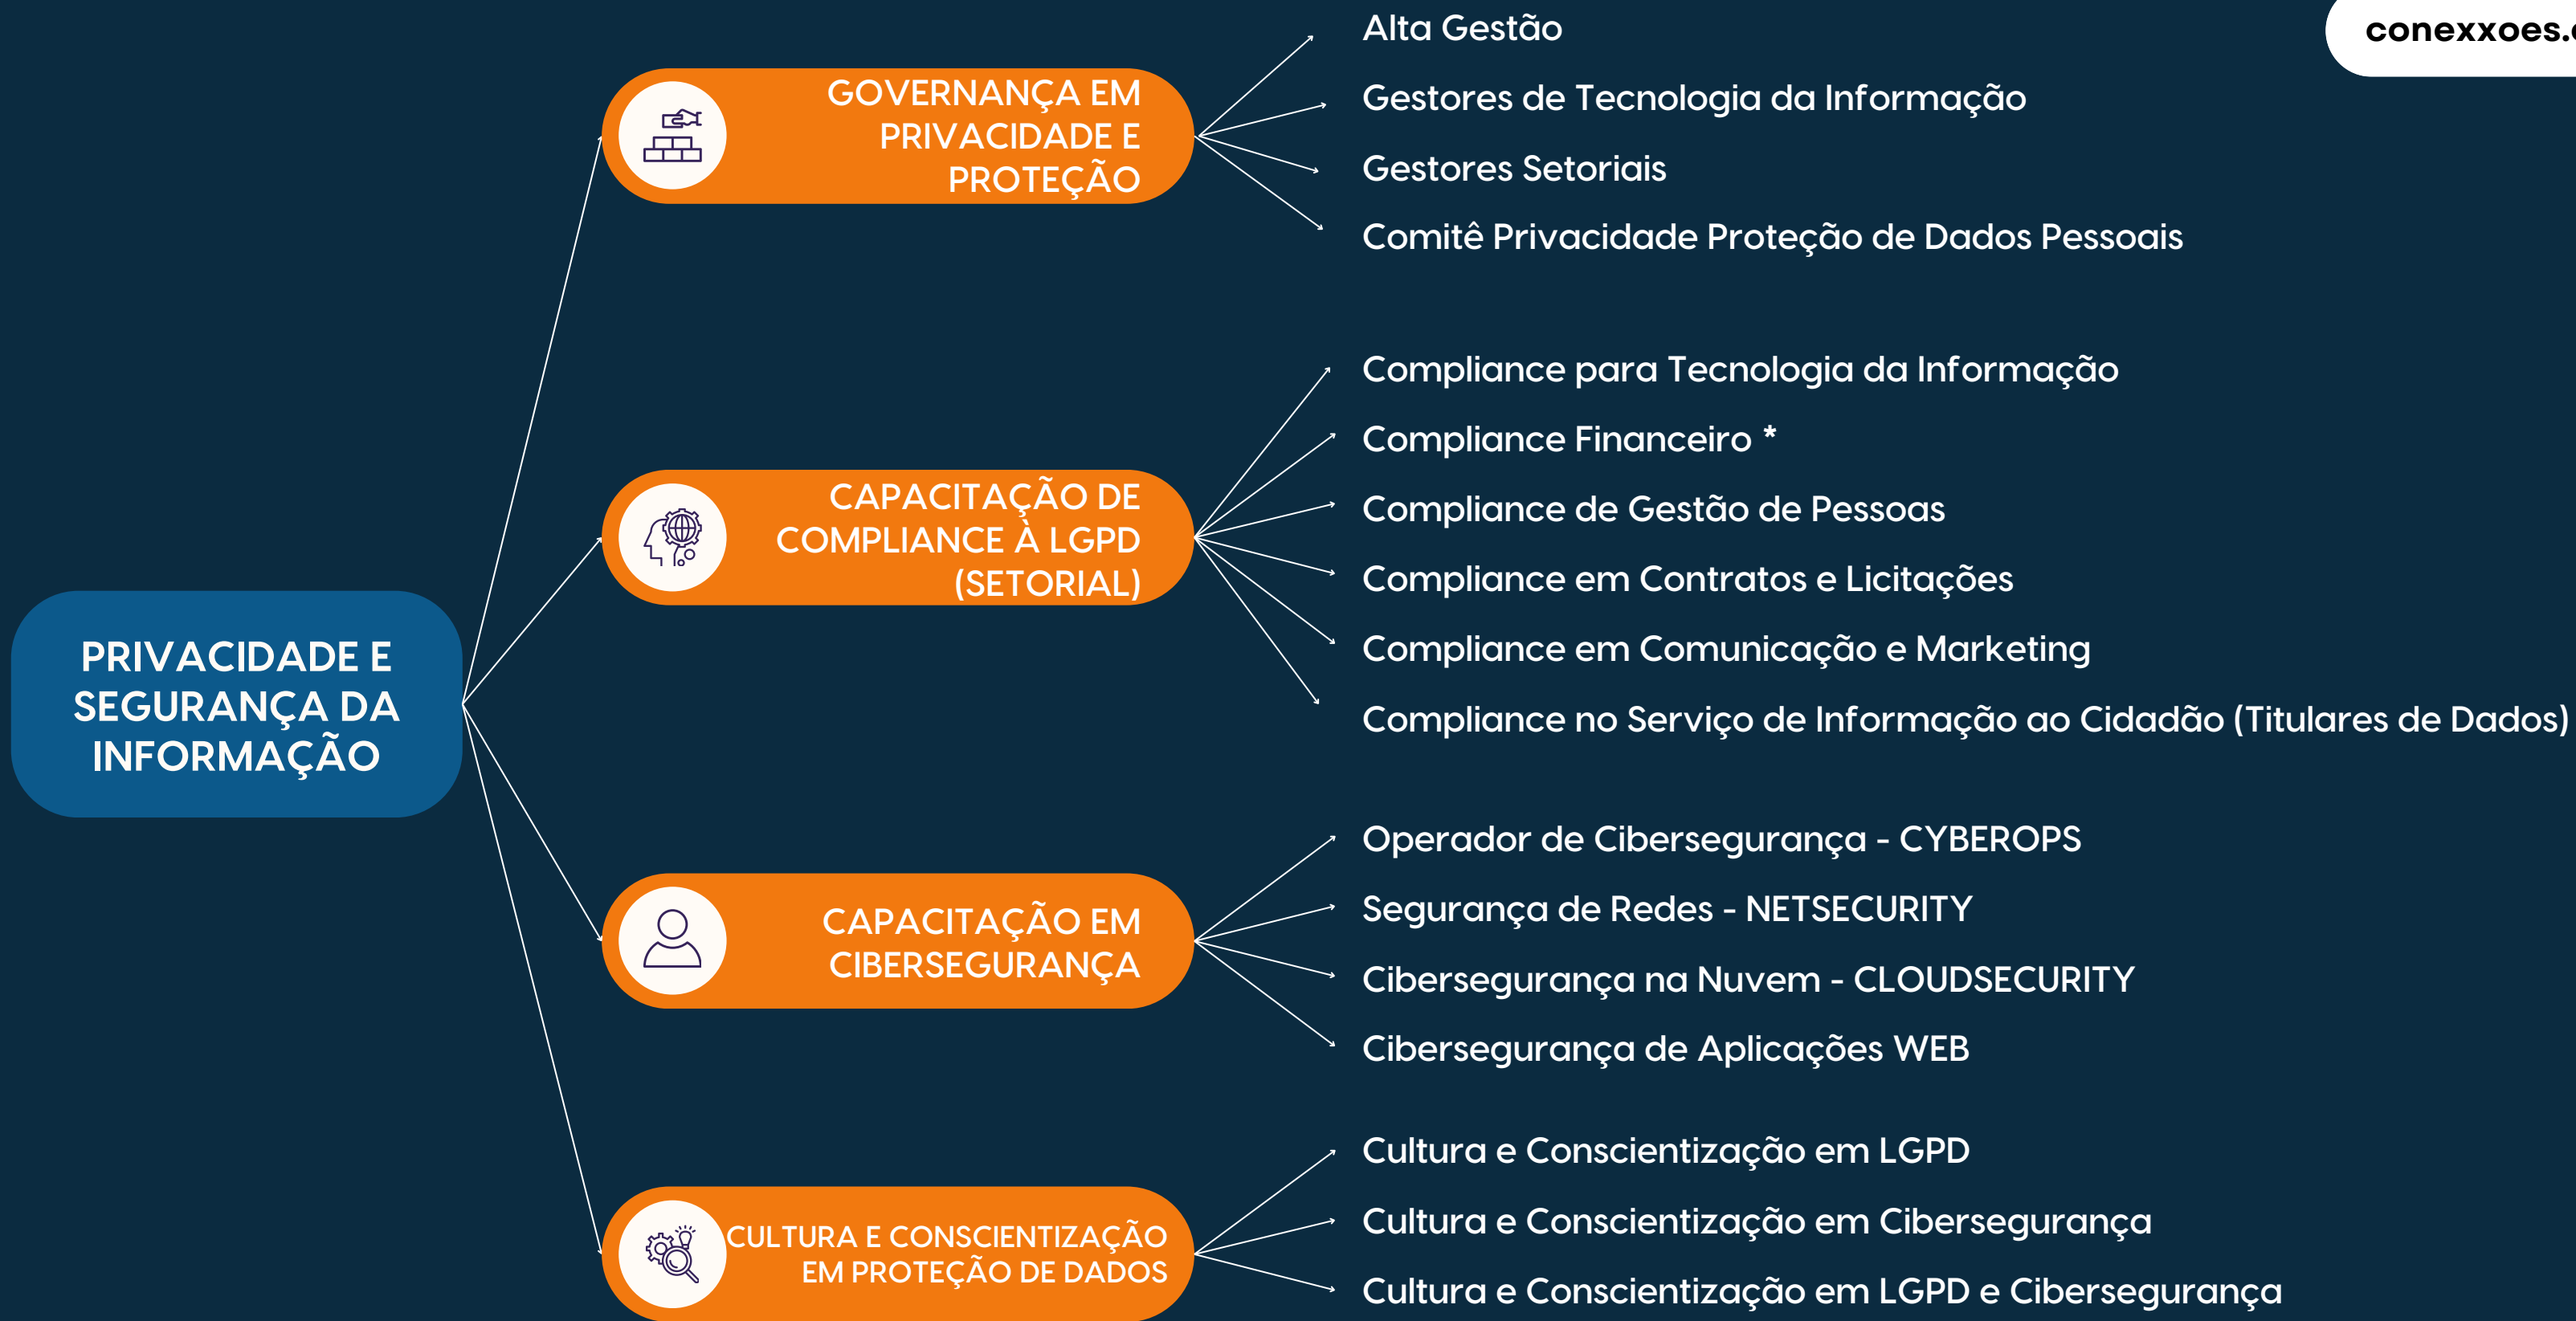 conexxoes.
GOVERNANÇA EM
PRIVACIDADE E
PROTEÇÃO
Alta Gestão
Gestores de Tecnologia da Informação
Gestores Setoriais
Comitê Privacidade Proteção de Dados Pessoais
CAPACITAÇÃO DE
COMPLIANCE À LGPD
(SETORIAL)
Compliance para Tecnologia da Informação
Compliance Financeiro *
Compliance de Gestão de Pessoas
Compliance em Contratos e Licitações
Compliance em Comunicação e Marketing
Compliance no Serviço de Informação ao Cidadão (Titulares de Dados)
PRIVACIDADE E
SEGURANÇA DA
INFORMAÇÃO
CAPACITAÇÃO EM
CIBERSEGURANÇA
Operador de Cibersegurança - CYBEROPS
Segurança de Redes - NETSECURITY
Cibersegurança na Nuvem - CLOUDSECURITY
Cibersegurança de Aplicações WEB
CULTURA E CONSCIENTIZAÇÃO
EM PROTEÇÃO DE DADOS
Cultura e Conscientização em LGPD
Cultura e Conscientização em Cibersegurança
Cultura e Conscientização em LGPD e Cibersegurança